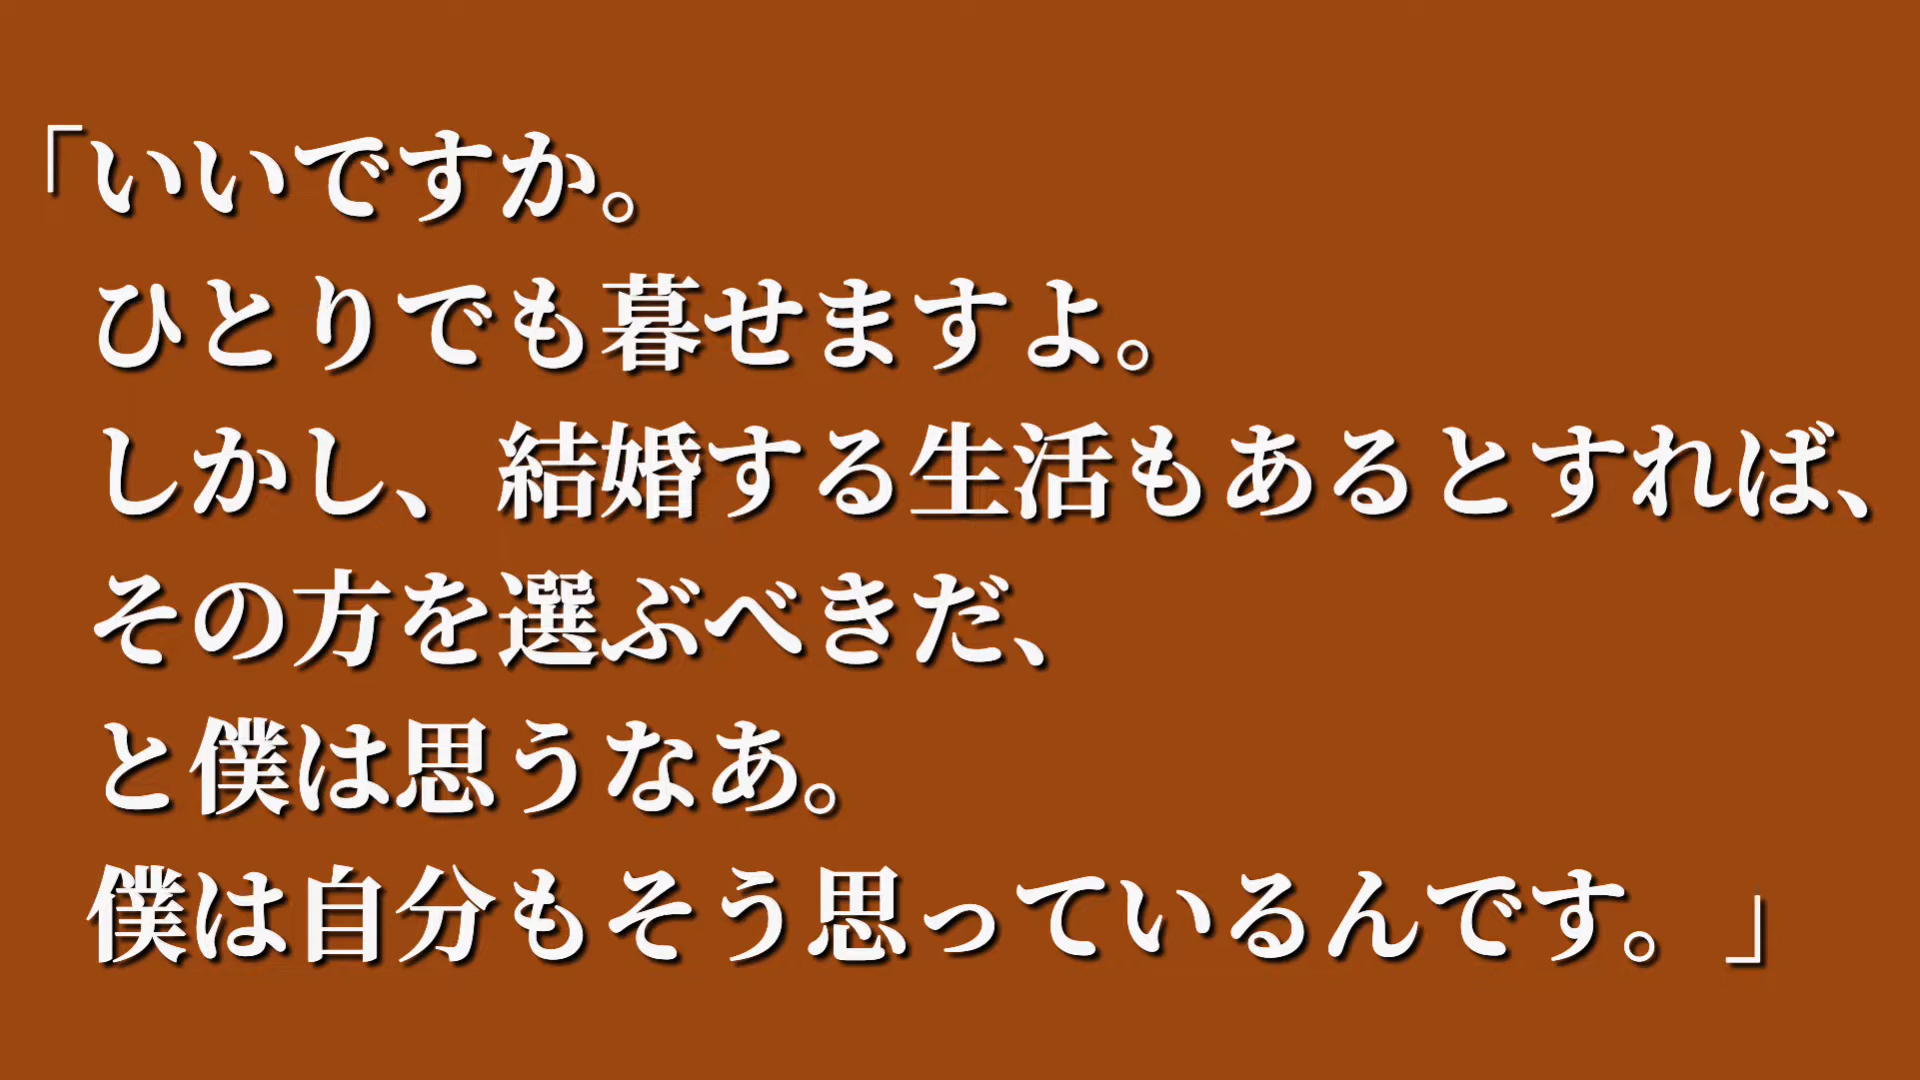 「いいですか。
ひとりでも暮せますよ。
しかし、結婚する生活もあるとすれば、
その方を選ぶべきだ、
と僕は思うなあ。
僕は自分もそう思っているんです。」